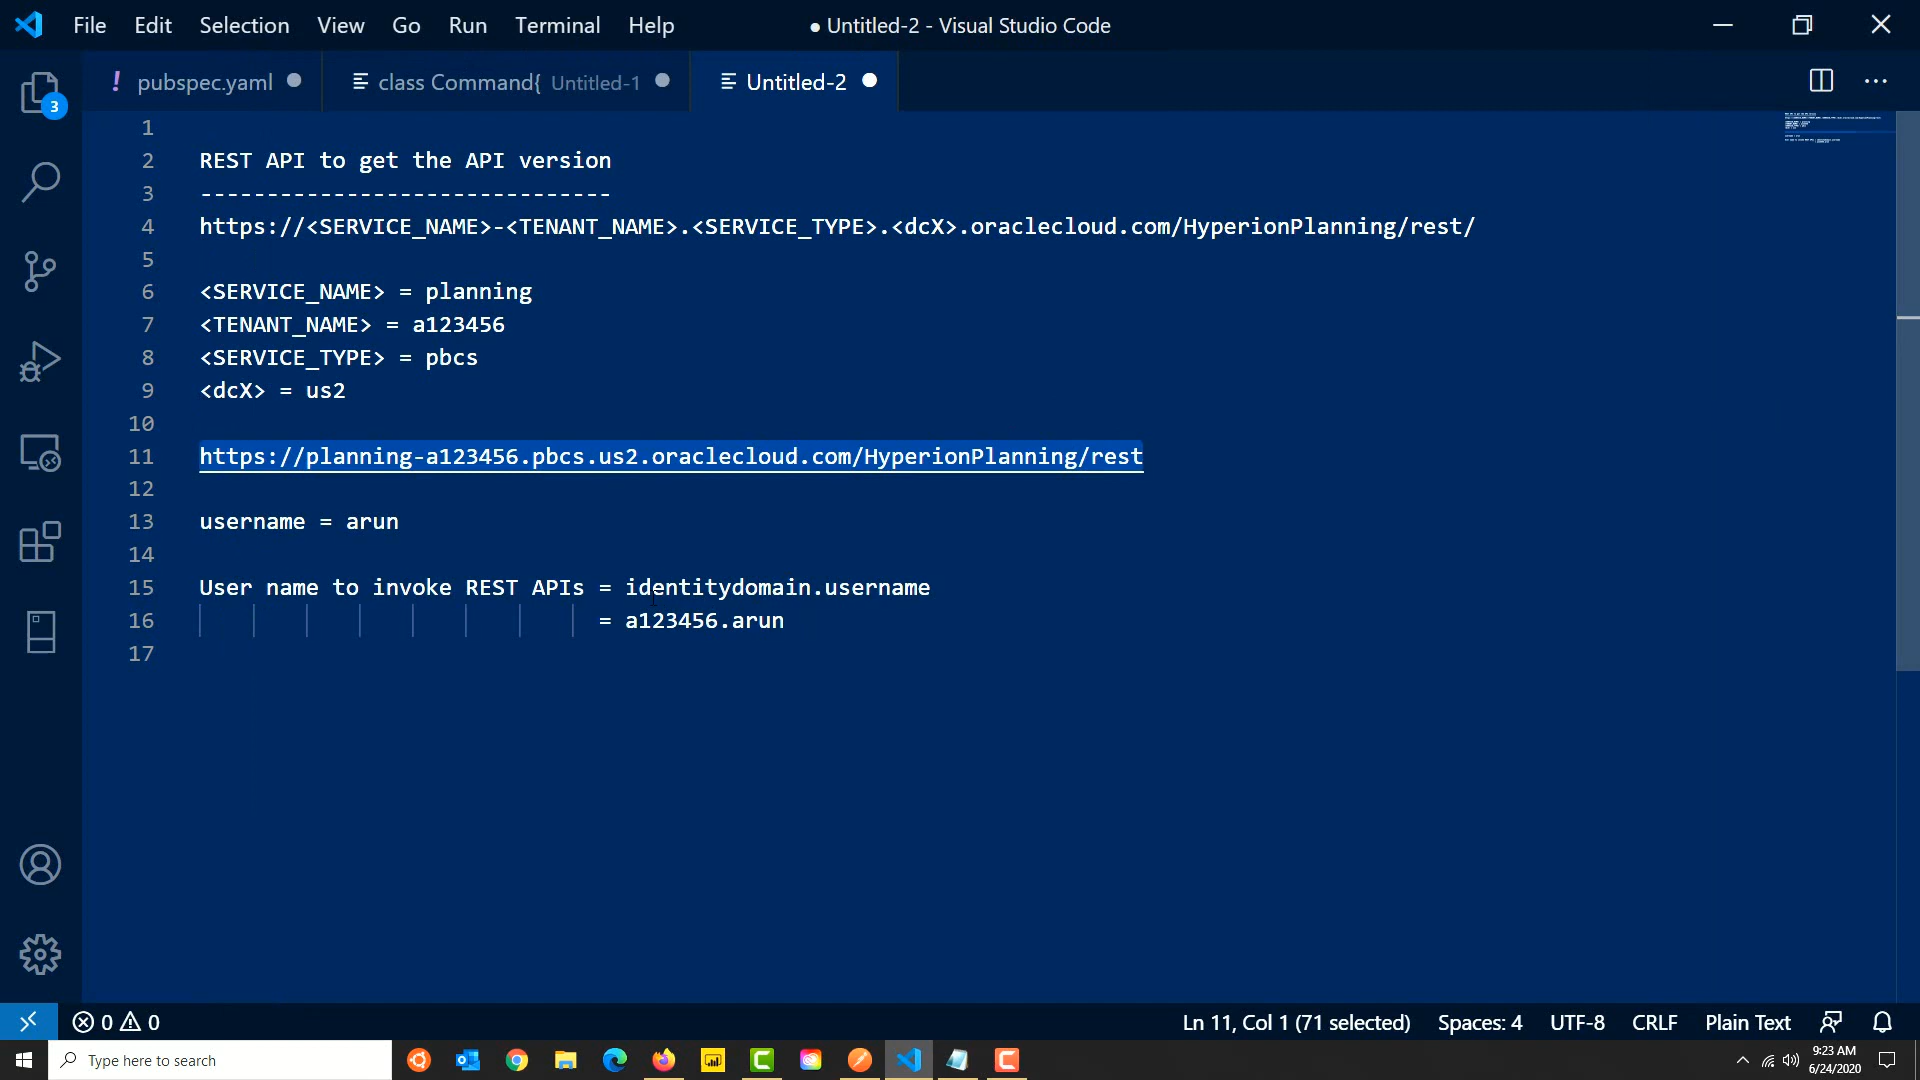 File Edit Selection View Go Run Terminal Help ● Untitled-2 - Visual Studio Code
! pubspec.yaml class Command{ Untitled-1 Untitled-2
3
1
2 REST API to get the API version
3 -------------------------------
4 https://<SERVICE_NAME>-<TENANT_NAME>.<SERVICE_TYPE>.<dcX>.oraclecloud.com/HyperionPlanning/rest/
5
6 <SERVICE_NAME> = planning
7 <TENANT_NAME> = a123456
8 <SERVICE_TYPE> = pbcs
9 <dcX> = us2
10
11 https://planning-a123456.pbcs.us2.oraclecloud.com/HyperionPlanning/rest
12
13 username = arun
14
15 User name to invoke REST APIs = identitydomain.username
16 = a123456.arun
17
0 0 Ln 11, Col 1 (71 selected) Spaces: 4 UTF-8 CRLF Plain Text
Type here to search
9:23 AM
6/24/2020